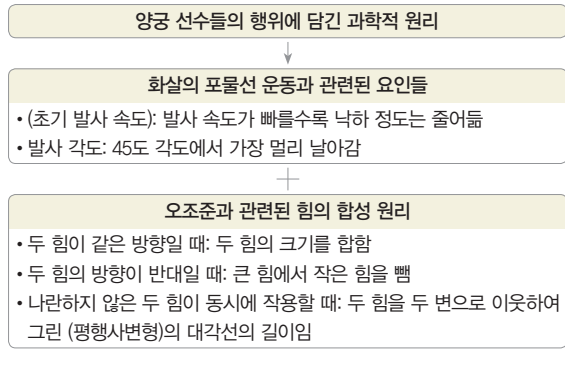 양궁 선수들의 행위에 담긴 과학적 원리
화살의 포물선 운동과 관련된 요인들
• (초기 발사 속도): 발사 속도가 빠를수록 낙하 정도는 줄어듦
• 발사 각도: 45도 각도에서 가장 멀리 날아감
오조준과 관련된 힘의 합성 원리
• 두 힘이 같은 방향일 때: 두 힘의 크기를 합함
• 두 힘의 방향이 반대일 때: 큰 힘에서 작은 힘을 뺌
• 나란하지 않은 두 힘이 동시에 작용할 때: 두 힘을 두 변으로 이웃하여
그린 (평행사변형)의 대각선의 길이임